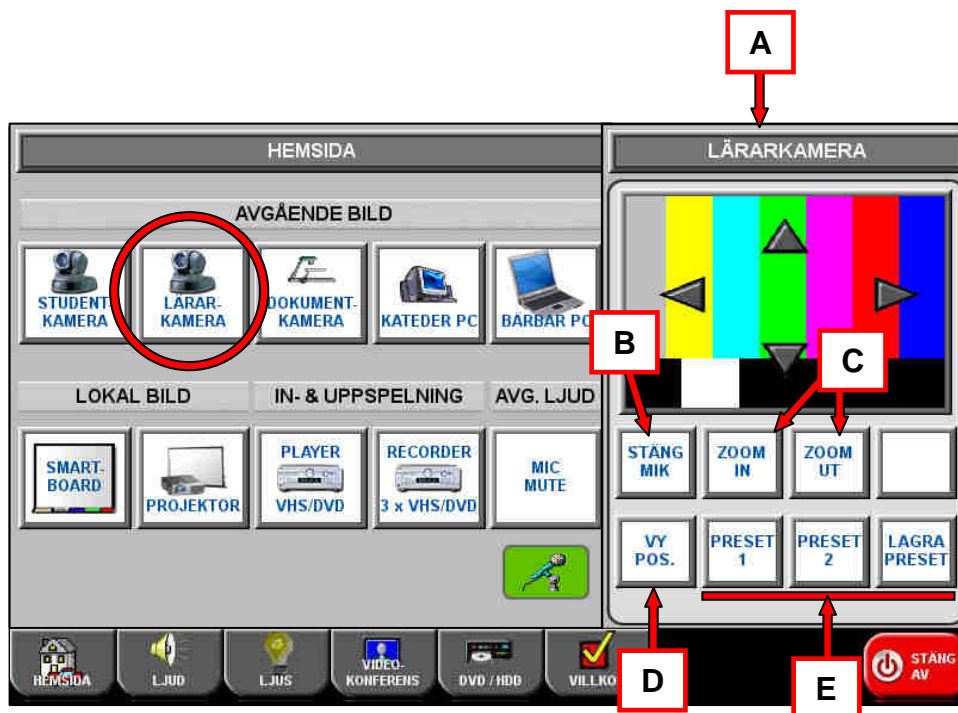 A
HEMSIDA
LÄRARKAMERA
AVGÅENDE BILD
STUDENT-
KAMERA
LÄRAR-
KAMERA
DOKUMENT-
KAMERA
KATEDER PC
BÄRBAR PC
B
C
LOKAL BILD
IN- & UPPSPELNING
AVG. LJUD
SMART-
BOARD
PROJEKTOR
PLAYER
VHS/DVD
RECORDER
3 x VHS/DVD
MIC
MUTE
STÄNG
MIK
ZOOM
IN
ZOOM
UT
VY
POS.
PRESET
1
PRESET
2
LAGRA
PRESET
HEMSIDA
LJUD
LJUS
VIDEO-
KONFERENS
DVD / HDD
VILLKO
D
E
STÄNG
AV